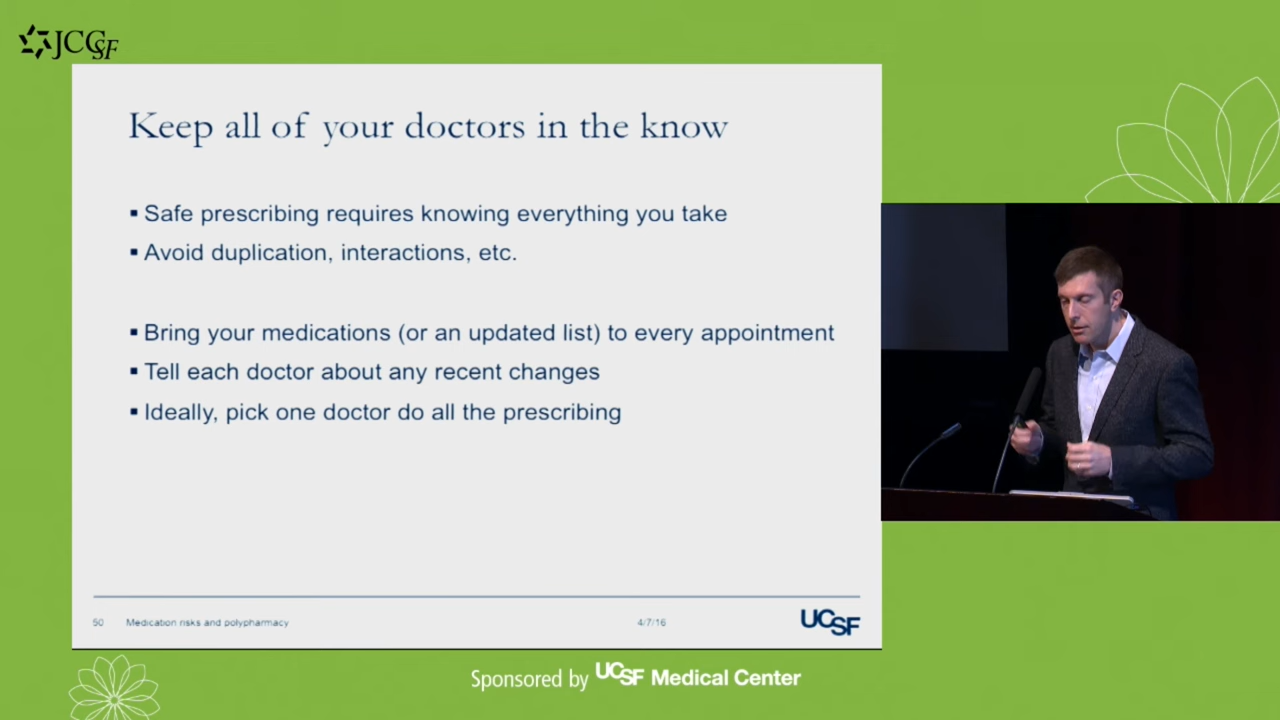 JCCSF
Keep all of your doctors in the know
▪ Safe prescribing requires knowing everything you take
▪ Avoid duplication, interactions, etc.
▪ Bring your medications (or an updated list) to every appointment
▪ Tell each doctor about any recent changes
▪ Ideally, pick one doctor do all the prescribing
50 Medication risks and polypharmacy 4/7/16 UCSF
Sponsored by UCSF Medical Center